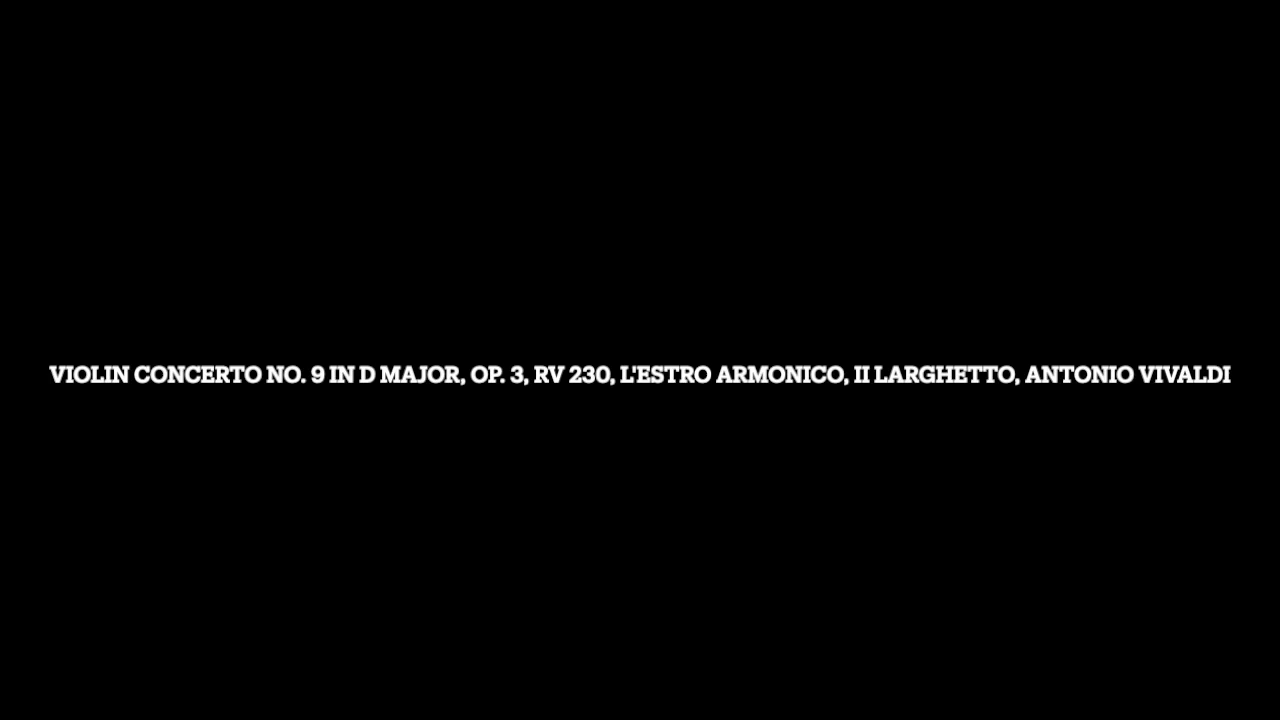 VIOLIN CONCERTO NO. 9 IN D MAJOR, OP. 3, RV 230, L'ESTRO ARMONICO, II LARGHETTO, ANTONIO VIVALDI